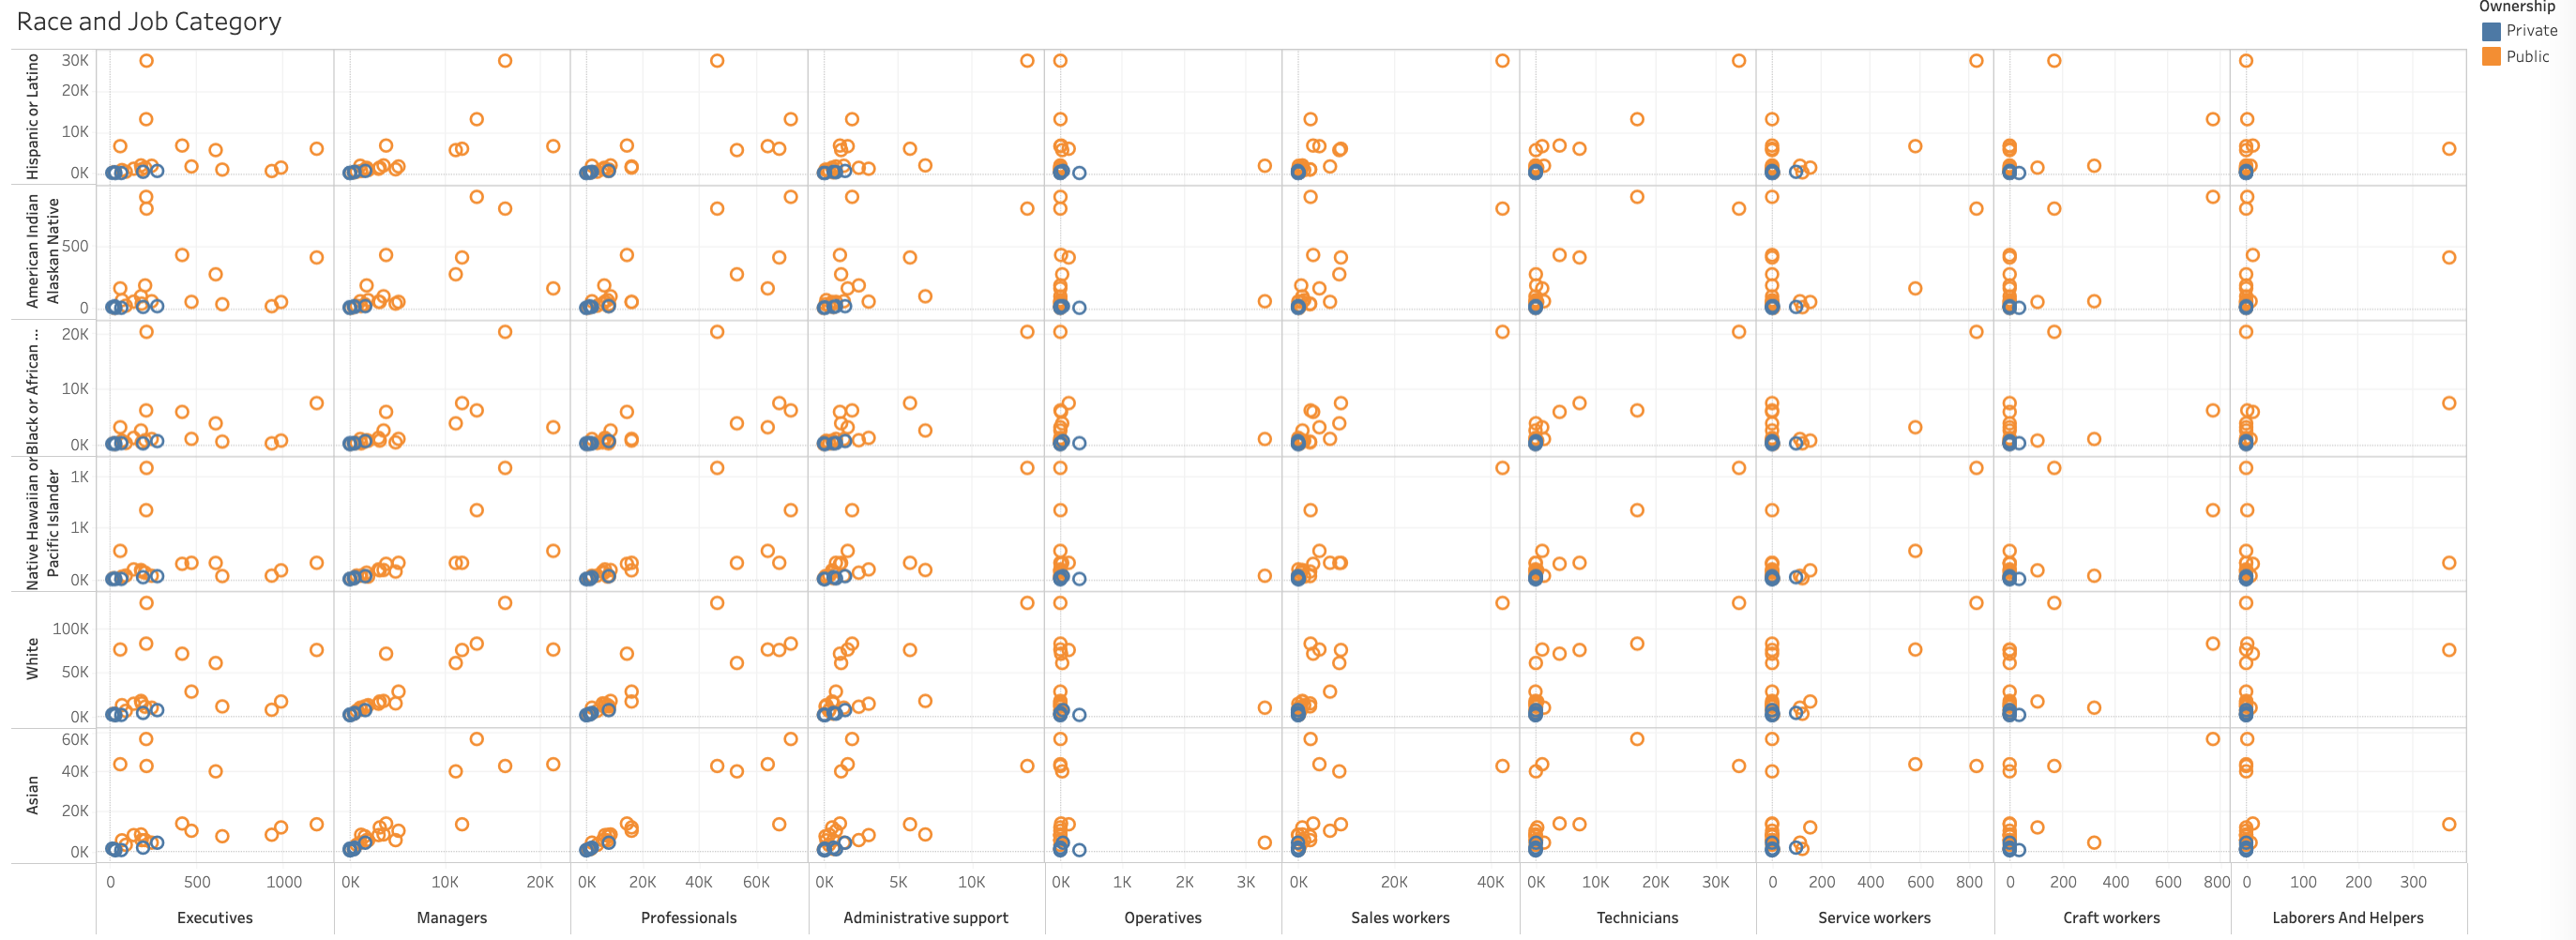 Race and Job Category
Ownership
Private
Public
Hispanic or Latino
30K
20K
10K
0K
American Indian
Alaskan Native
500
0
Black or African ...
20K
10K
0K
Native Hawaiian or
Pacific Islander
1K
1K
0K
White
100K
50K
0K
Asian
60K
40K
20K
0K
0 500 1000 0K 10K 20K 0K 20K 40K 60K 0K 5K 10K 0K 1K 2K 3K 0K 20K 40K 0K 10K 20K 30K 0 200 400 600 800 0 200 400 600 800 0 100 200 300
Executives Managers Professionals Administrative support Operatives Sales workers Technicians Service workers Craft workers Laborers And Helpers